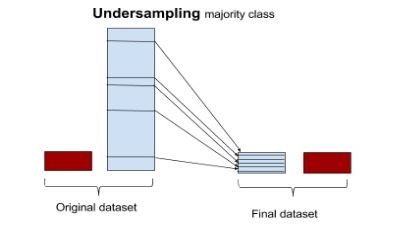 Undersampling majority class
Original dataset
Final dataset